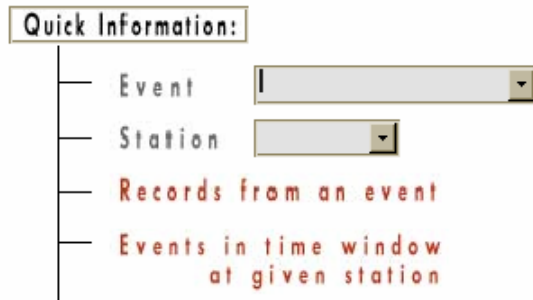 Quick Information:
Event
Station
Records from an event
Events in time window
at given station